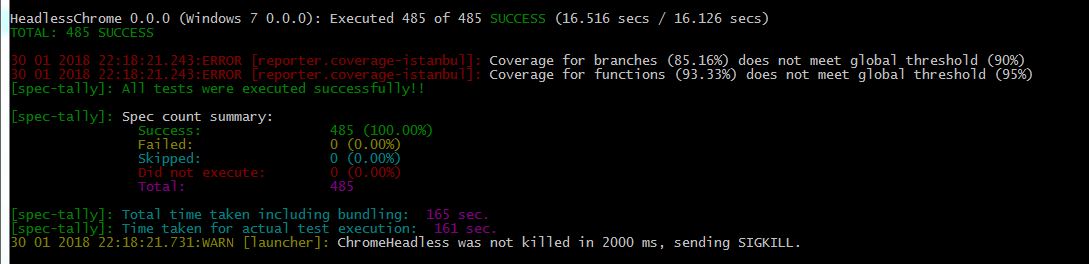 HeadlessChrome 0.0.0 (Windows 7 0.0.0): Executed 485 of 485 SUCCESS (16.516 secs / 16.126 secs)
TOTAL: 485 SUCCESS
30 01 2018 22:18:21.243:ERROR [reporter.coverage-istanbul]: Coverage for branches (85.16%) does not meet global threshold (90%)
30 01 2018 22:18:21.243:ERROR [reporter.coverage-istanbul]: Coverage for functions (93.33%) does not meet global threshold (95%)
[spec-tally]: All tests were executed successfully!!
[spec-tally]: Spec count summary:
Success: 485 (100.00%)
Failed: 0 (0.00%)
Skipped: 0 (0.00%)
Did not execute: 0 (0.00%)
Total: 485
[spec-tally]: Total time taken including bundling: 165 sec.
[spec-tally]: Time taken for actual test execution: 161 sec.
30 01 2018 22:18:21.731:WARN [launcher]: ChromeHeadless was not killed in 2000 ms, sending SIGKILL.